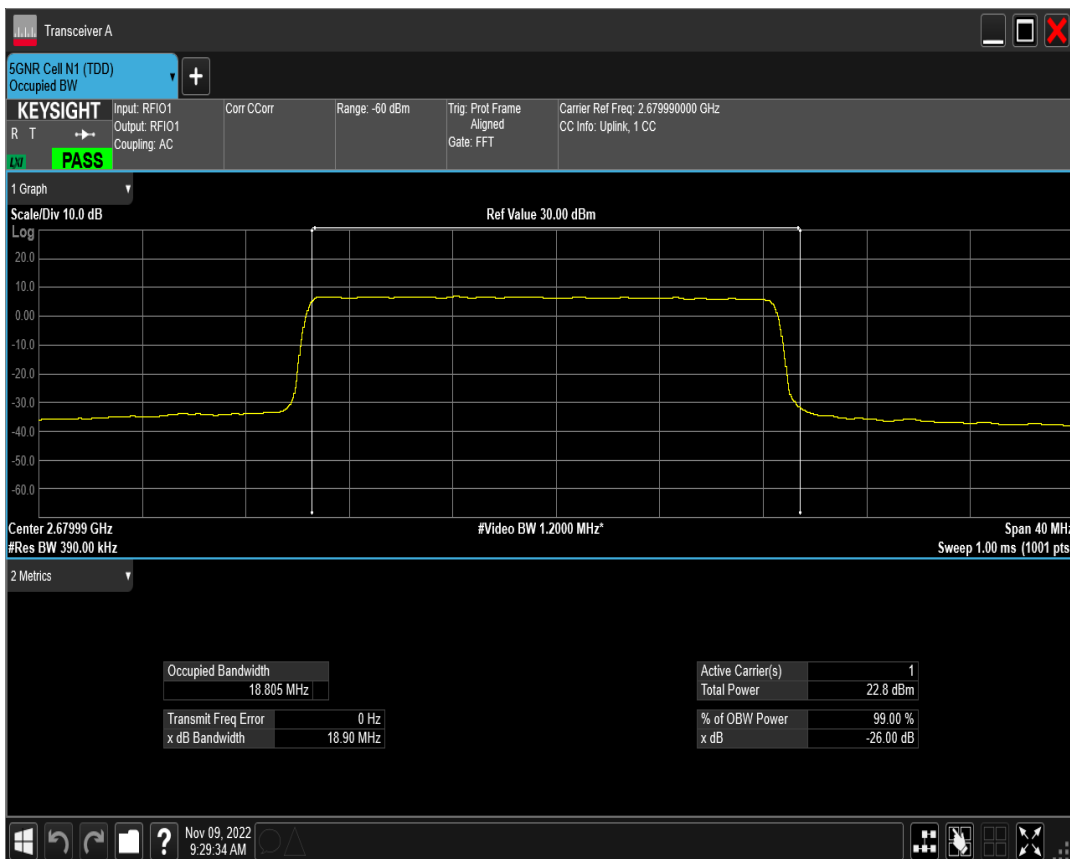 Transceiver A
5GNR Cell N1 (TDD)
Occupied BW
+
KEYSIGHT
R T
LXI
PASS
Input: RFIO1
Output: RFIO1
Coupling: AC
Corr CCorr
Range: -60 dBm
Trig: Prot Frame
Aligned
Gate: FFT
Carrier Ref Freq: 2.679990000 GHz
CC Info: Uplink, 1 CC
1 Graph
Scale/Div 10.0 dB
Ref Value 30.00 dBm
Log
20.0
10.0
0.00
-10.0
-20.0
-30.0
-40.0
-50.0
-60.0
Center 2.67999 GHz
#Video BW 1.2000 MHz*
Span 40 MHz
#Res BW 390.00 kHz
Sweep 1.00 ms (1001 pts
2 Metrics
Occupied Bandwidth
18.805 MHz
Transmit Freq Error 0 Hz
x dB Bandwidth 18.90 MHz
Active Carrier(s) 1
Total Power 22.8 dBm
% of OBW Power 99.00 %
x dB -26.00 dB
?
Nov 09, 2022
9:29:34 AM